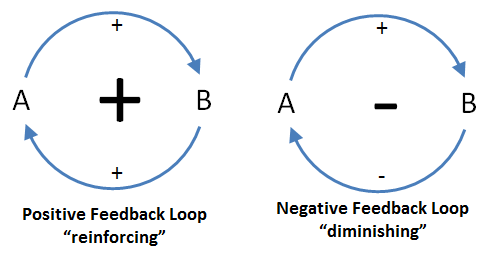 +
A
+
B
+
Positive Feedback Loop
“reinforcing”
+
A
-
B
-
Negative Feedback Loop
“diminishing”